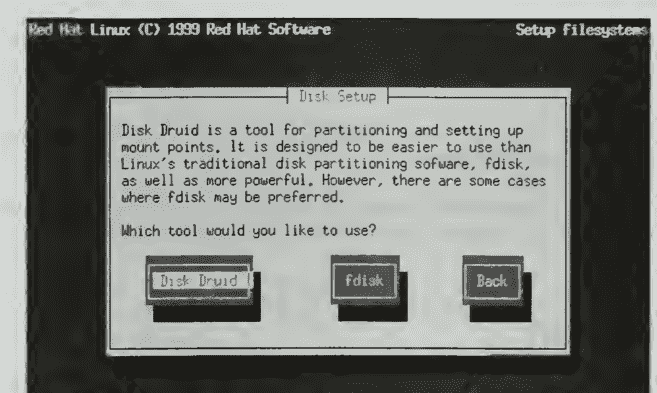 Red Hat Linux (C) 1999 Red Hat Software Setup filesystems
Disk Setup
Disk Druid is a tool for partitioning and setting up
mount points. It is designed to be easier to use than
Linux's traditional disk partitioning sofware, fdisk,
as well as more powerful. However, there are some cases
where fdisk may be preferred.
Which tool would you like to use?
Disk Druid fdisk Back